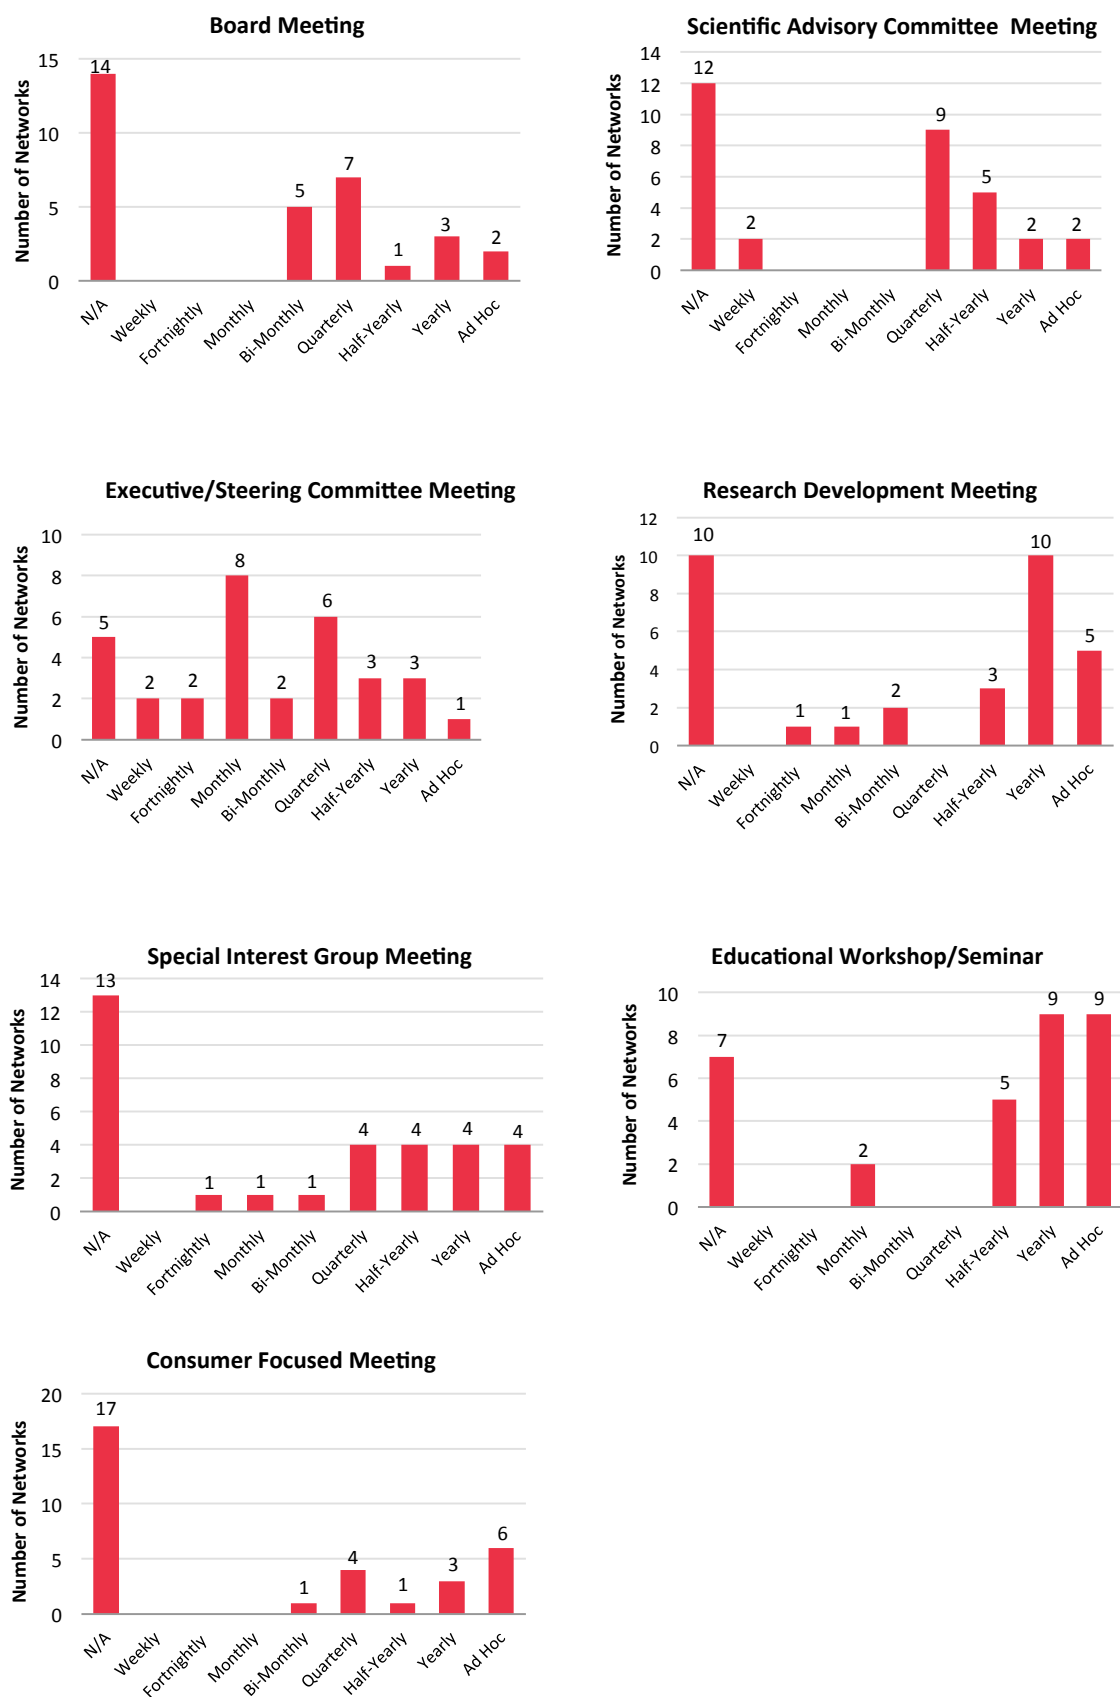 Board Meeting
Number of Networks
15
10
5
0
14
5
7
1
3
2
N/A
Weekly
Fortnightly
Monthly
Bi-Monthly
Quarterly
Half-Yearly
Yearly
Ad Hoc
Scientific Advisory Committee Meeting
Number of Networks
14
12
10
8
6
4
2
0
12
2
9
5
2
2
N/A
Weekly
Fortnightly
Monthly
Bi-Monthly
Quarterly
Half-Yearly
Yearly
Ad Hoc
Executive/Steering Committee Meeting
Number of Networks
10
8
6
4
2
0
5
2
2
8
2
6
3
3
1
N/A
Weekly
Fortnightly
Monthly
Bi-Monthly
Quarterly
Half-Yearly
Yearly
Ad Hoc
Research Development Meeting
Number of Networks
12
10
8
6
4
2
0
10
1
1
2
3
10
5
N/A
Weekly
Fortnightly
Monthly
Bi-Monthly
Quarterly
Half-Yearly
Yearly
Ad Hoc
Special Interest Group Meeting
Number of Networks
14
12
10
8
6
4
2
0
13
1
1
1
4
4
4
4
N/A
Weekly
Fortnightly
Monthly
Bi-Monthly
Quarterly
Half-Yearly
Yearly
Ad Hoc
Educational Workshop/Seminar
Number of Networks
10
8
6
4
2
0
7
2
5
9
9
N/A
Weekly
Fortnightly
Monthly
Bi-Monthly
Quarterly
Half-Yearly
Yearly
Ad Hoc
Consumer Focused Meeting
Number of Networks
20
15
10
5
0
17
1
4
1
3
6
N/A
Weekly
Fortnightly
Monthly
Bi-Monthly
Quarterly
Half-Yearly
Yearly
Ad Hoc